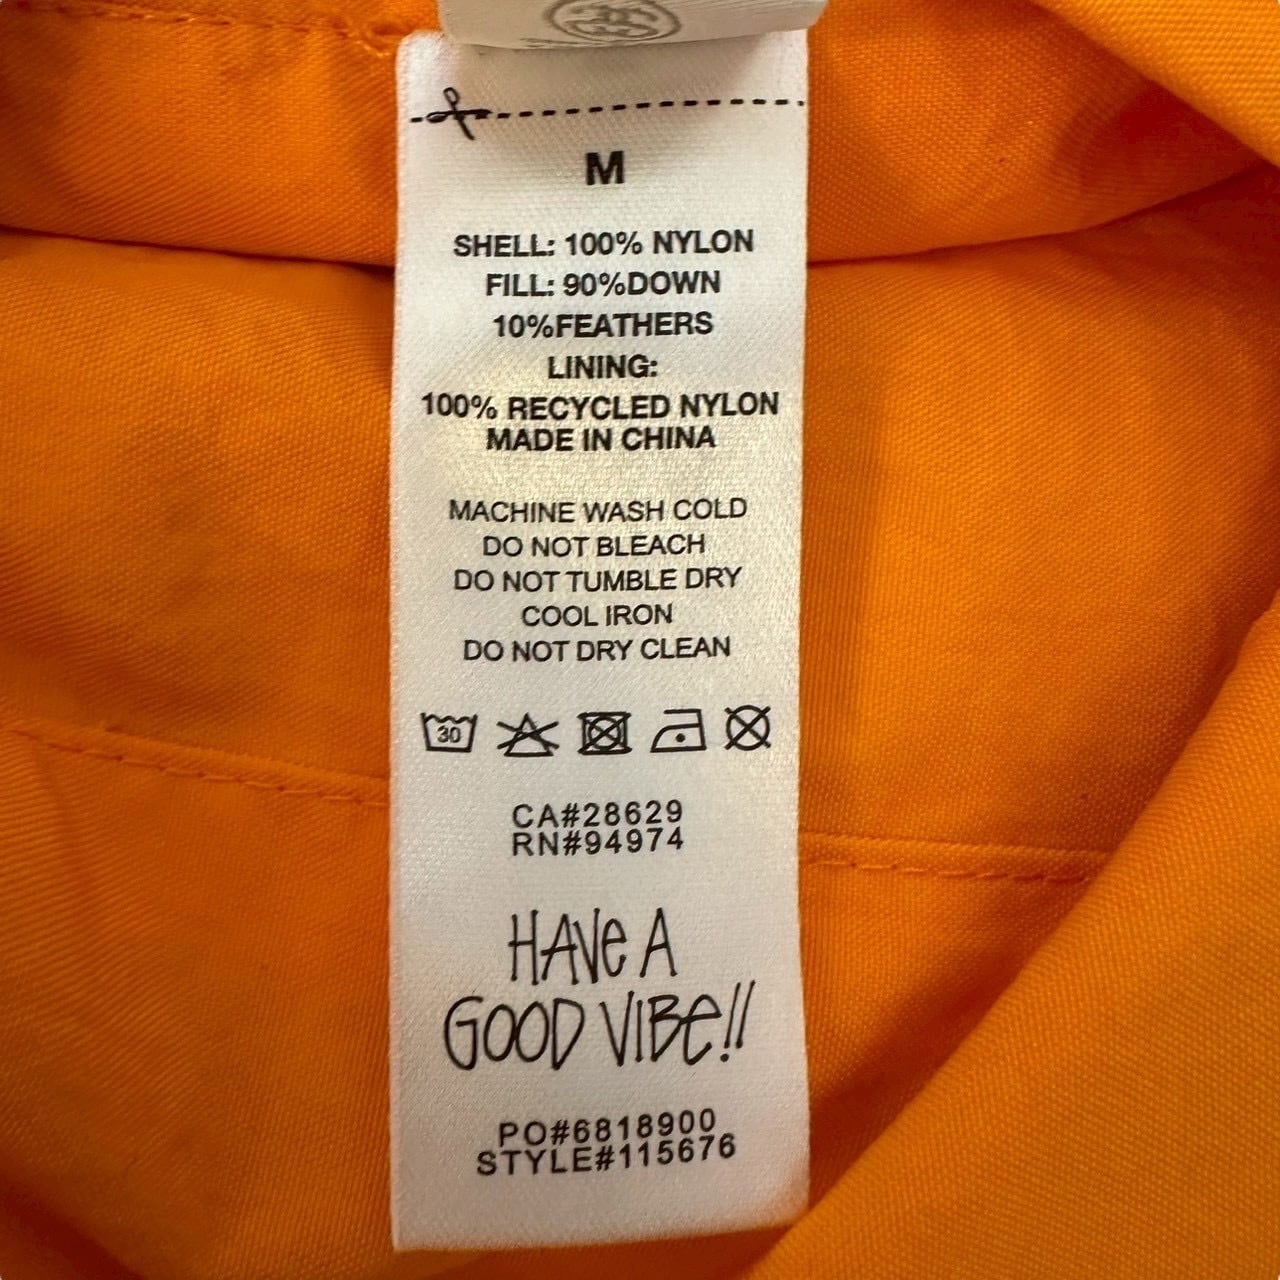 M
SHELL: 100% NYLON
FILL: 90%DOWN
10%FEATHERS
LINING:
100% RECYCLED NYLON
MADE IN CHINA
MACHINE WASH COLD
DO NOT BLEACH
DO NOT TUMBLE DRY
COOL IRON
DO NOT DRY CLEAN
30
CA#28629
RN#94974
HAVe A
GOOD VIBe!!
PO#6818900
STYLE#115676